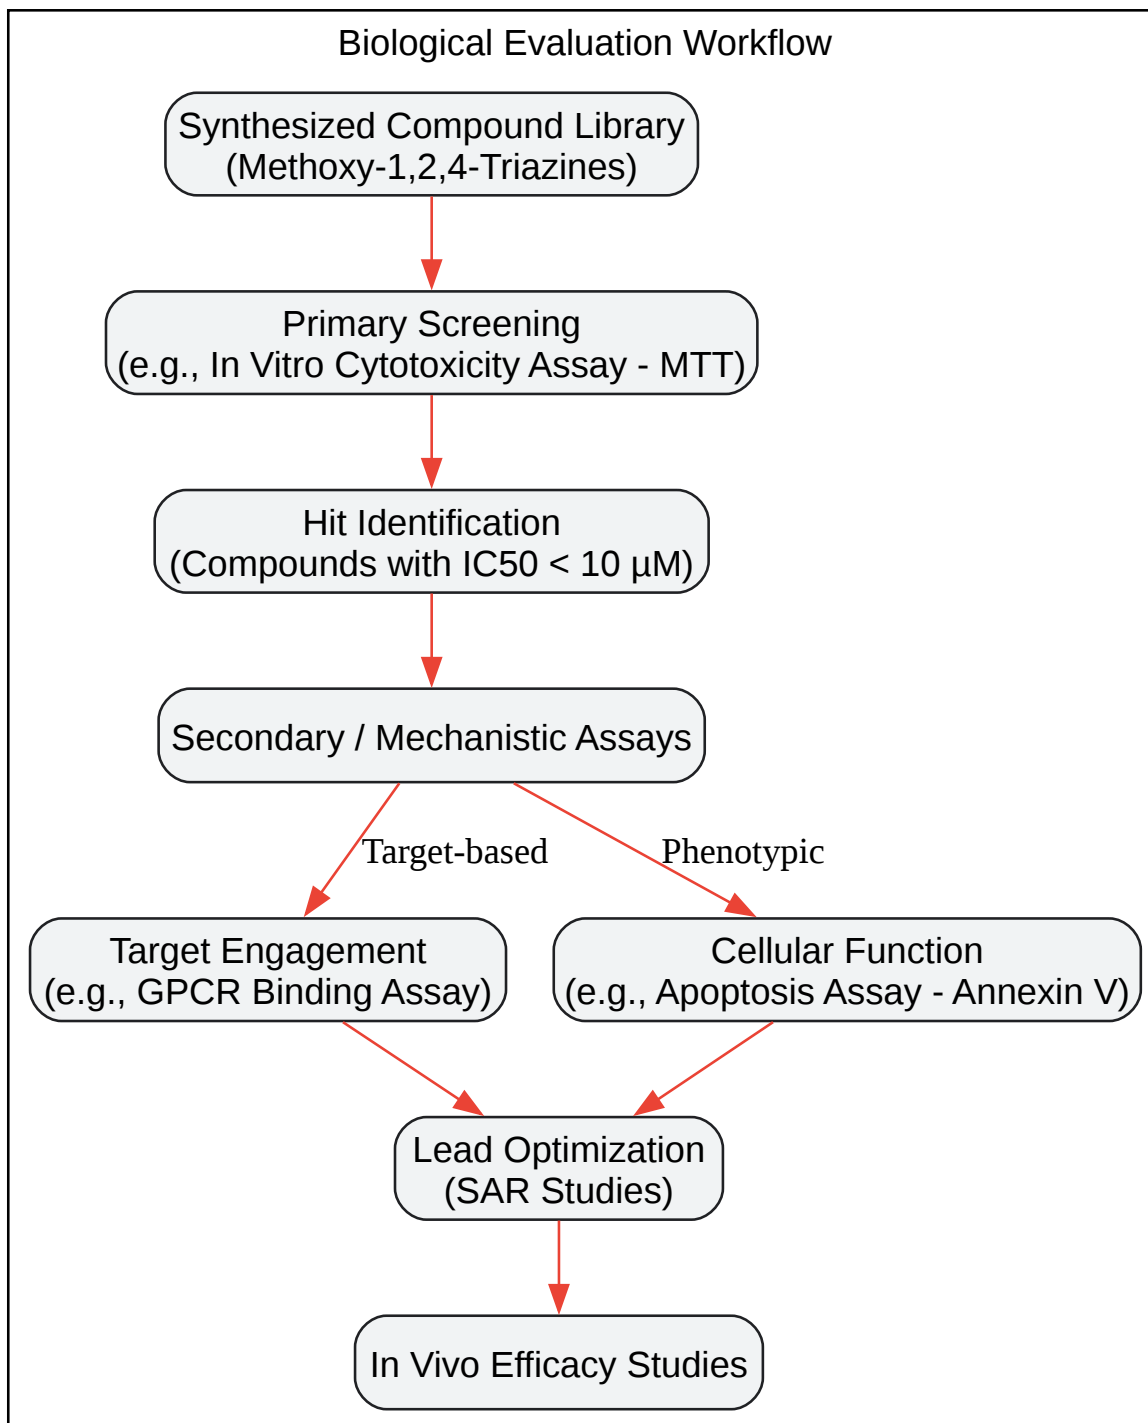 Biological Evaluation Workflow
Synthesized Compound Library
(Methoxy-1,2,4-Triazines)
Primary Screening
(e.g., In Vitro Cytotoxicity Assay - MTT)
Hit Identification
(Compounds with IC50 < 10 µM)
Secondary / Mechanistic Assays
Target-based
Phenotypic
Target Engagement
(e.g., GPCR Binding Assay)
Cellular Function
(e.g., Apoptosis Assay - Annexin V)
Lead Optimization
(SAR Studies)
In Vivo Efficacy Studies